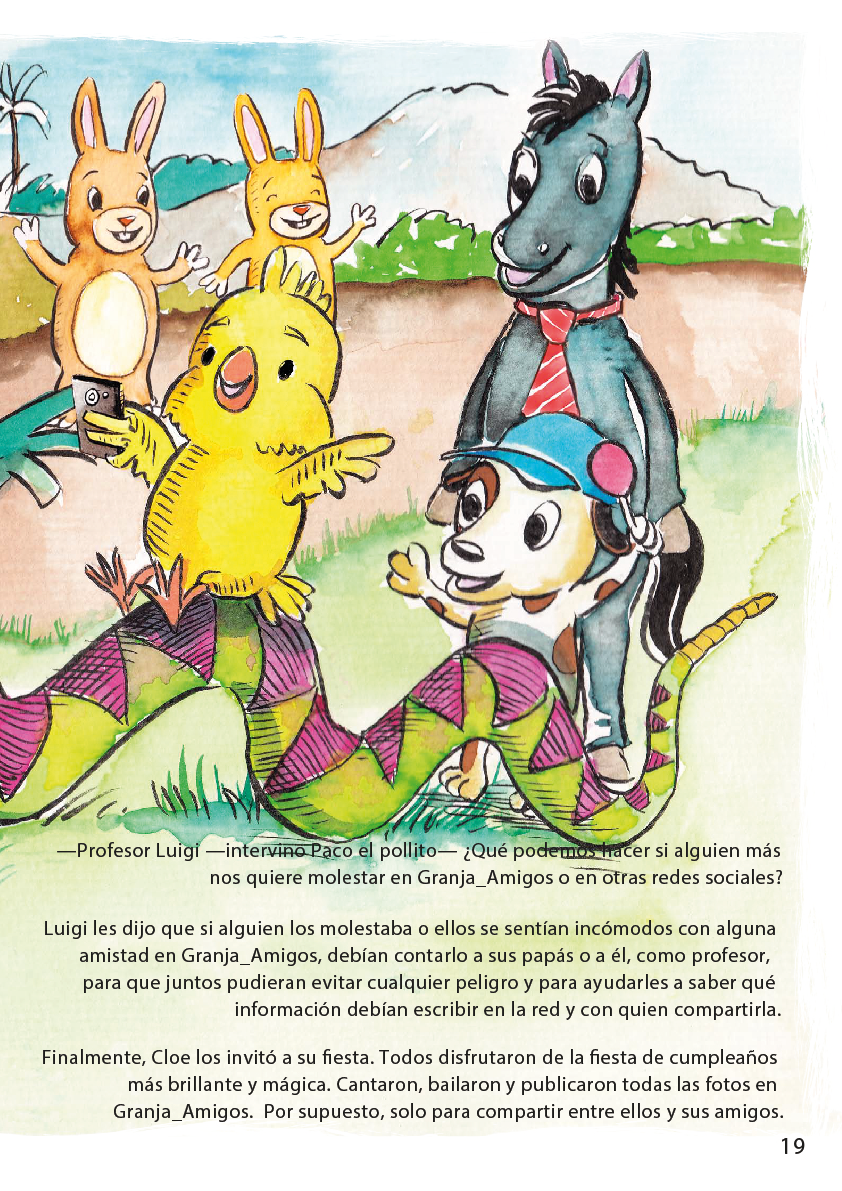 —Profesor Luigi —intervino Paco el pollito— ¿Qué podemos hacer si alguien más
nos quiere molestar en Granja_Amigos o en otras redes sociales?
Luigi les dijo que si alguien los molestaba o ellos se sentían incómodos con alguna
amistad en Granja_Amigos, debían contarlo a sus papás o a él, como profesor,
para que juntos pudieran evitar cualquier peligro y para ayudarles a saber qué
información debían escribir en la red y con quien compartirla.
Finalmente, Cloe los invitó a su fiesta. Todos disfrutaron de la fiesta de cumpleaños
más brillante y mágica. Cantaron, bailaron y publicaron todas las fotos en
Granja_Amigos.  Por supuesto, solo para compartir entre ellos y sus amigos.
19